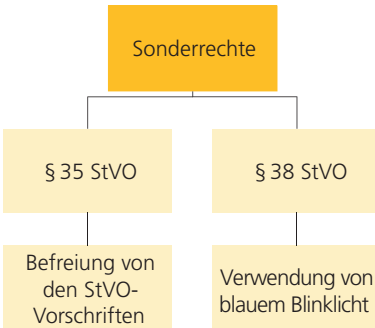 Sonderrechte
§ 35 StVO
§ 38 StVO
Befreiung von
den StVO-
Vorschriften
Verwendung von
blauem Blinklicht